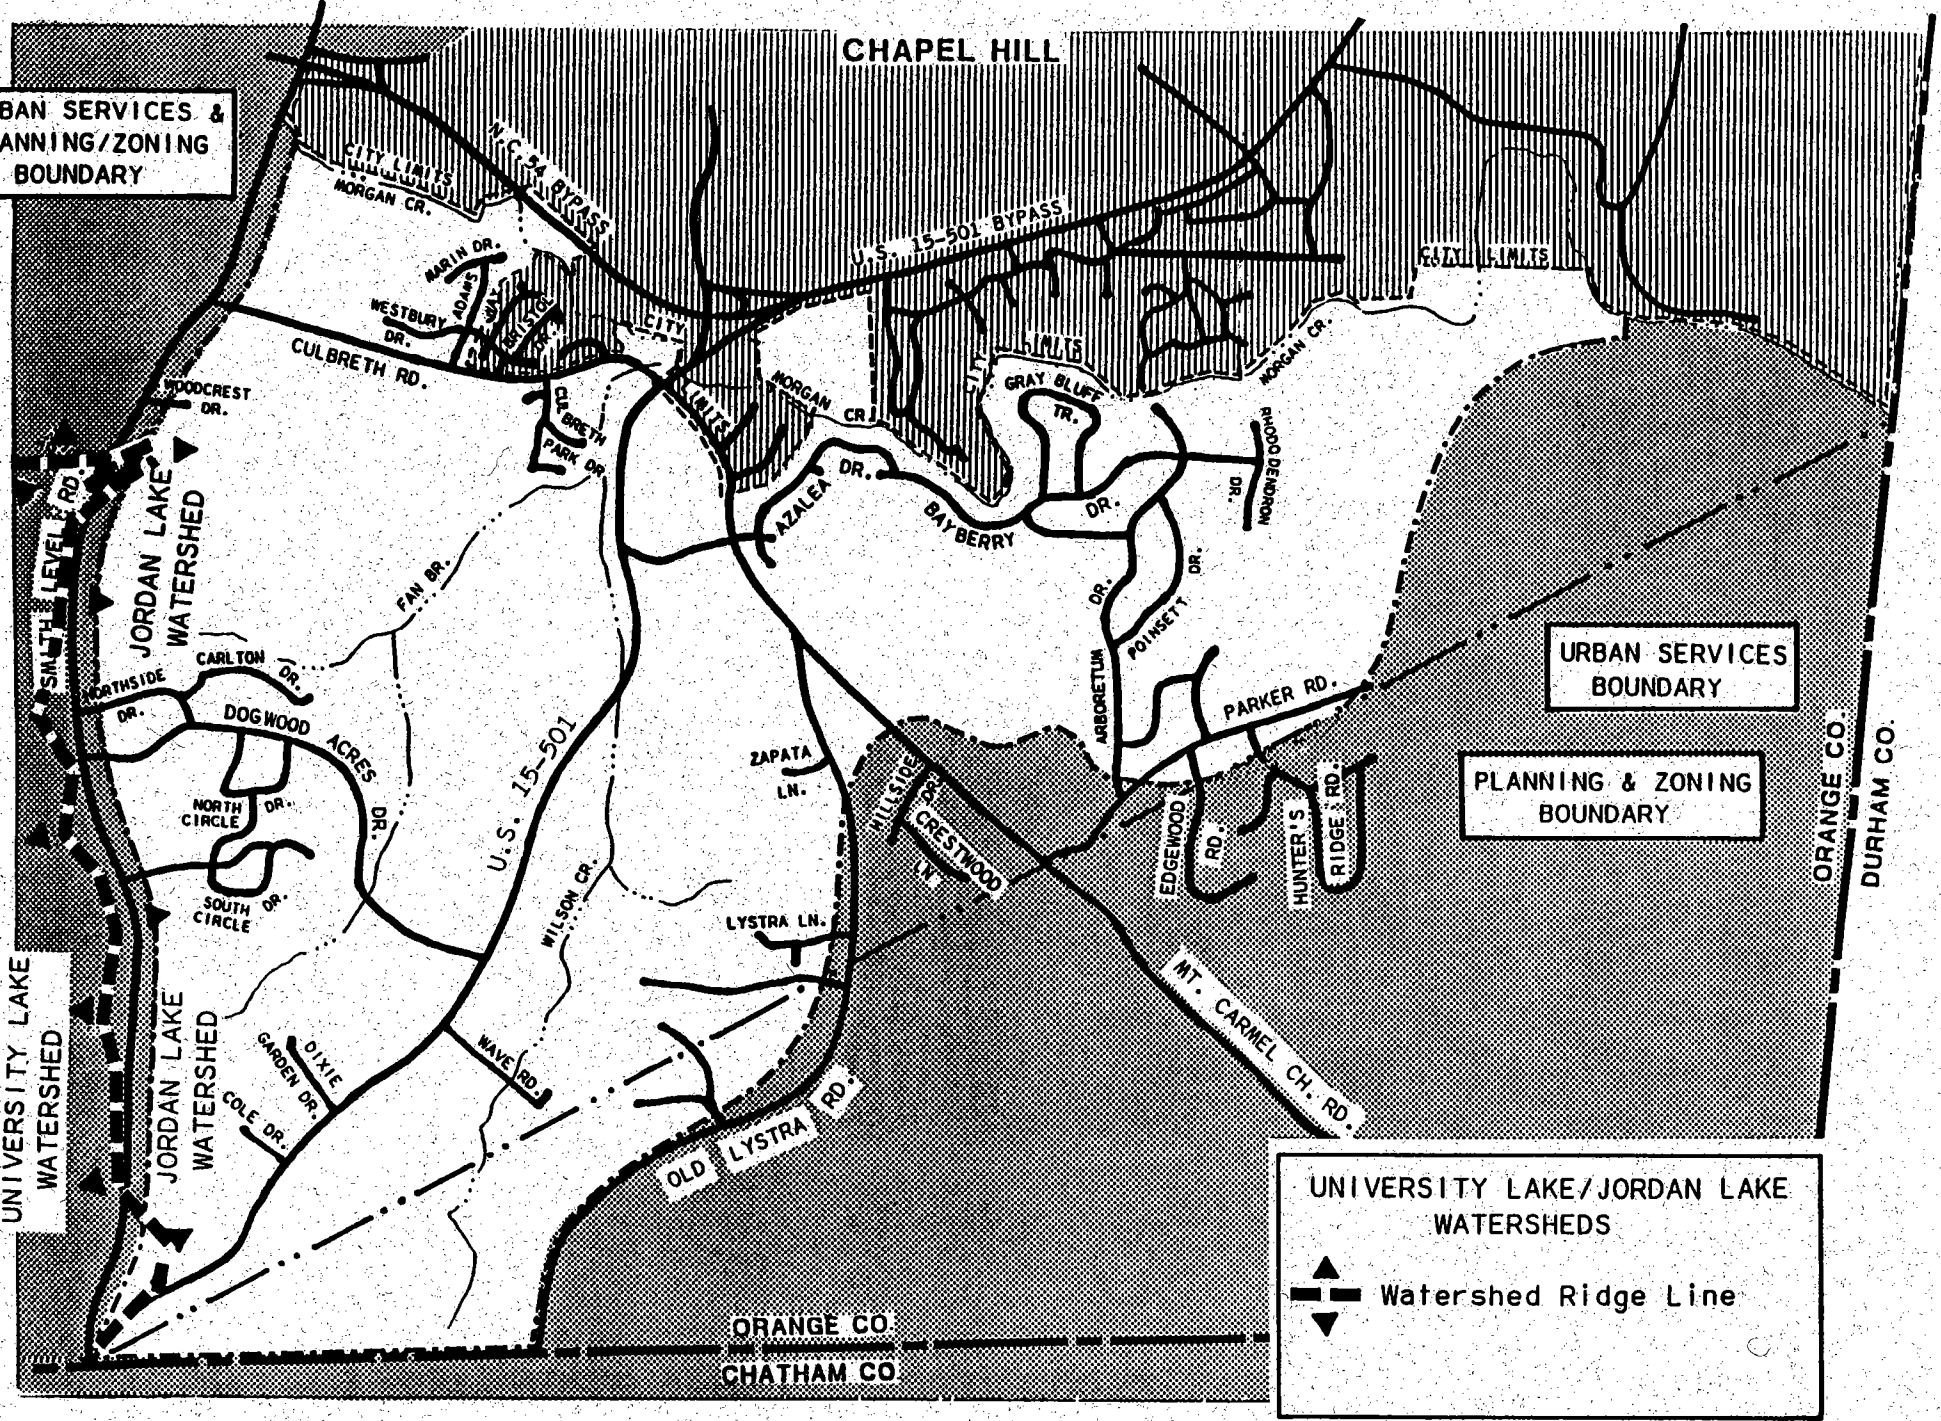 CHAPEL HILL
BAN SERVICES &
ANNING/ZONING
BOUNDARY
CITY LIMITS
MORGAN CR.
N.C. 54 BYPASS
U.S. 15-501 BYPASS
CITY LIMITS
MARIN DR.
ADAMS
WAY
BRISTOL
DR.
WESTBURY
DR.
CULBRETH RD.
CITY
LIMITS
MORGAN
CR.
CITY
LIMITS
MORGAN CR.
GRAY BLUFF
TR.
WOODCREST
DR.
CULBRETH
PARK DR.
RHODODENDRON
DR.
AZALEA
DR.
BAYBERRY
DR.
SMITH LEVEL RD.
JORDAN LAKE
WATERSHED
FAN BR.
ARBORETUM
DR.
POINSETT
DR.
CARLTON DR.
NORTHSIDE
DR.
DOGWOOD ACRES DR.
U.S. 15-501
ZAPATA
LN.
PARKER RD.
URBAN SERVICES
BOUNDARY
PLANNING & ZONING
BOUNDARY
ORANGE CO.
DURHAM CO.
HILLSIDE
DR.
CRESTWOOD
LN.
EDGEWOOD
RD.
HUNTER'S
RIDGE RD.
NORTH
CIRCLE
DR.
SOUTH
CIRCLE
DR.
WILSON CR.
LYSTRA LN.
MT. CARMEL CH. RD.
UNIVERSITY LAKE
WATERSHED
JORDAN LAKE
WATERSHED
DIXIE
GARDEN DR.
COLE DR.
WAVE RD.
OLD LYSTRA RD.
UNIVERSITY LAKE/JORDAN LAKE
WATERSHEDS
Watershed Ridge Line
ORANGE CO.
CHATHAM CO.